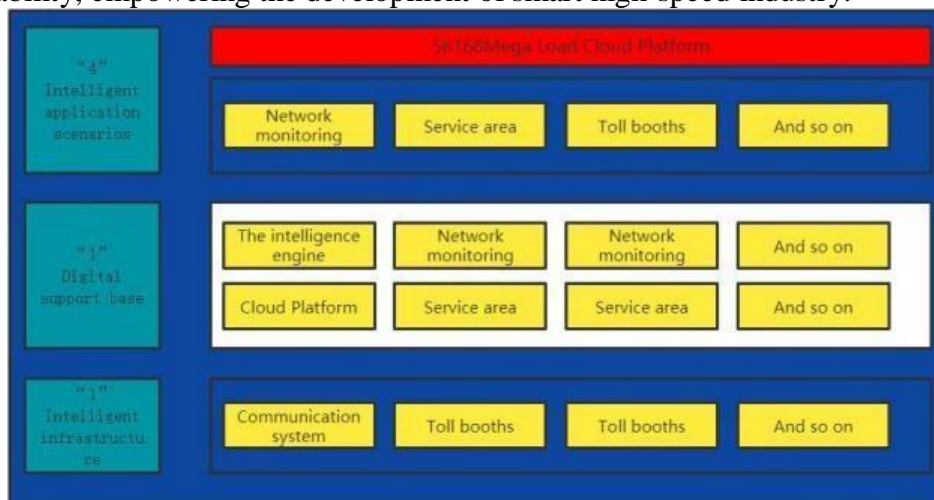 ability, empowering the development of smart high-speed industry.
S6168Mega Load Cloud Platform
“4”
Intelligent
application
scenarios
Network
monitoring
Service area
Toll booths
And so on
“1”
Digital
support base
The intelligence
engine
Network
monitoring
Network
monitoring
And so on
Cloud Platform
Service area
Service area
And so on
“1”
Intelligent
infrastructu
re
Communication
system
Toll booths
Toll booths
And so on